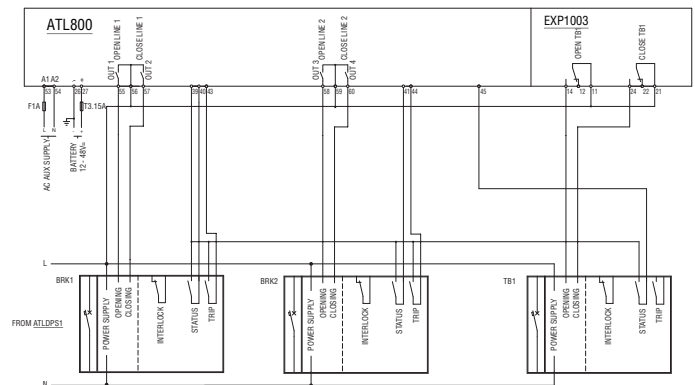 ATL800
EXP1003
OUT 1
OPEN LINE 1
CLOSE LINE 1
OUT 2
OUT 3
OPEN LINE 2
CLOSE LINE 2
OUT 4
OPEN TB1
CLOSE TB1
A1 A2 - +
53 54 26 27 55 56 57 39 40 43 58 59 60 41 44 45 14 12 11 24 22 21
F1A
T3.15A
L N - +
AC AUX SUPPLY
BATTERY
12 - 48V=
L
BRK1
BRK2
TB1
FROM ATLDPS1
POWER SUPPLY
OPENING
CLOSING
INTERLOCK
STATUS
TRIP
POWER SUPPLY
OPENING
CLOSING
INTERLOCK
STATUS
TRIP
POWER SUPPLY
OPENING
CLOSING
INTERLOCK
STATUS
TRIP
N